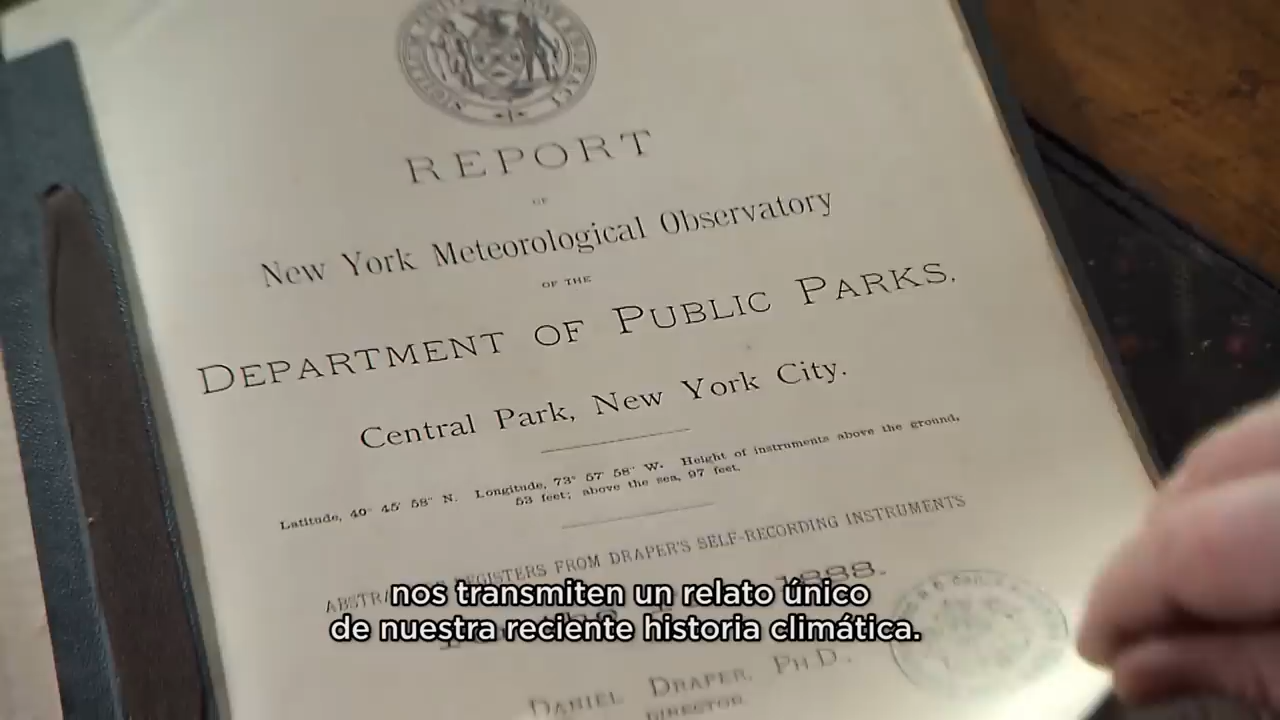 REPORT
OF
New York Meteorological Observatory
OF THE
DEPARTMENT OF PUBLIC PARKS,
Central Park, New York City.
Latitude, 40° 45' 58" N. Longitude, 73° 57' 58" W. Height of instruments above the ground,
53 feet; above the sea, 97 feet.
REGISTERS FROM DRAPER'S SELF-RECORDING INSTRUMENTS
1888.
nos transmiten un relato único
de nuestra reciente historia climática.
DANIEL DRAPER, PH.D.,
DIRECTOR.